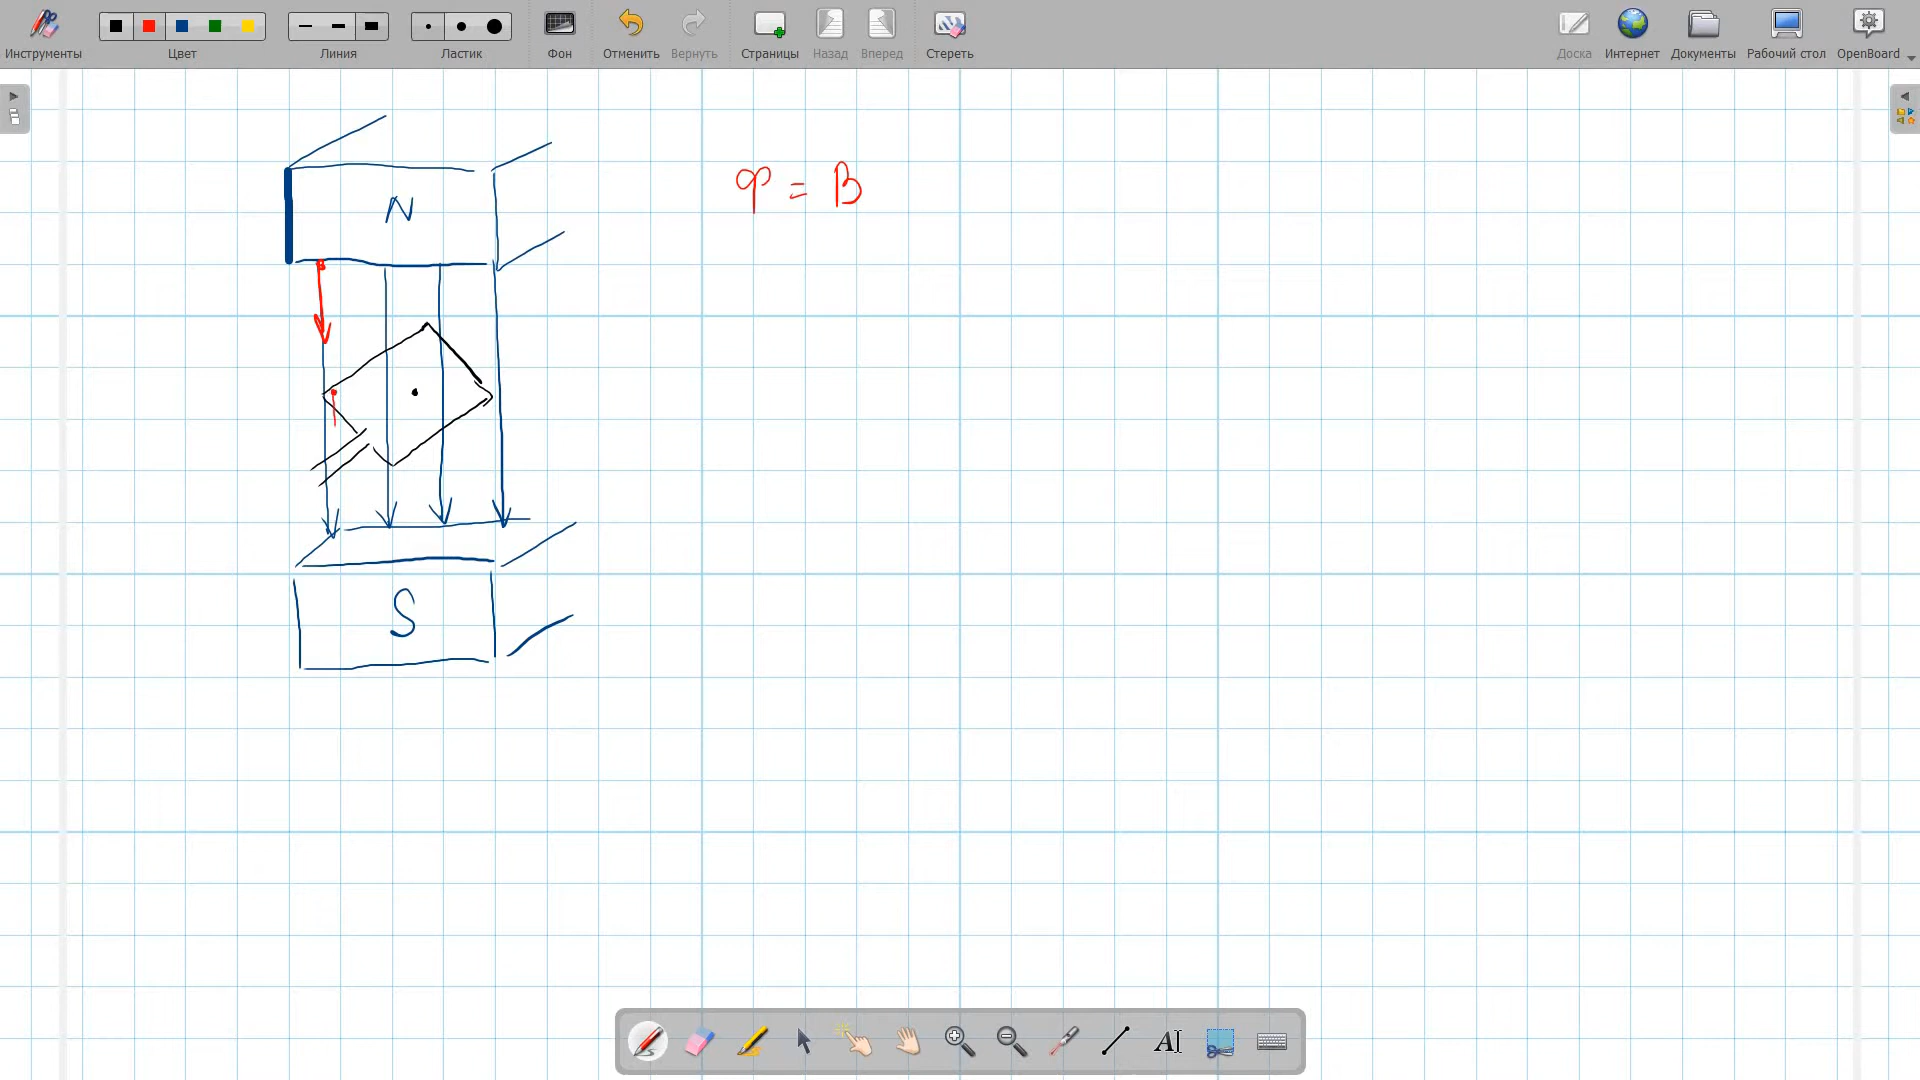 Инструменты Цвет Линия Ластик Фон Отменить Вернуть Страницы Назад Вперед Стереть Доска Интернет Документы Рабочий стол OpenBoard
φ = B
N
S